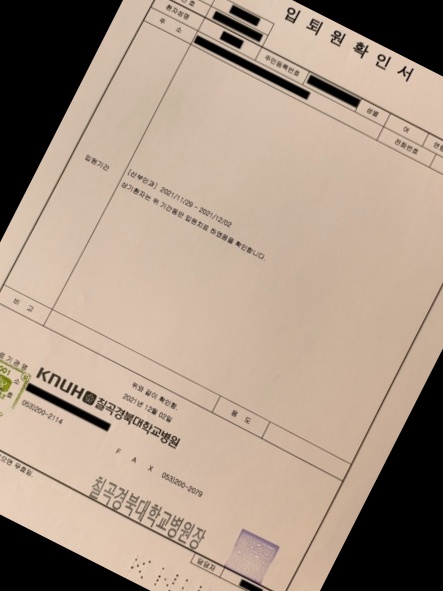 입 퇴 원 확 인 서
환자성명
주 소
주민등록번호
성별
여
전화번호
입원기간
[산부인과] 2021/11/29 - 2021/12/02
상기환자는 위 기간동안 입원치료 하였음을 확인합니다.
비 고
용 도
위와 같이 확인함.
2021년 12월 02일
KNUH 칠곡경북대학교병원
053)200-2114
F A X 053)200-2079
칠곡경북대학교병원장
담당자